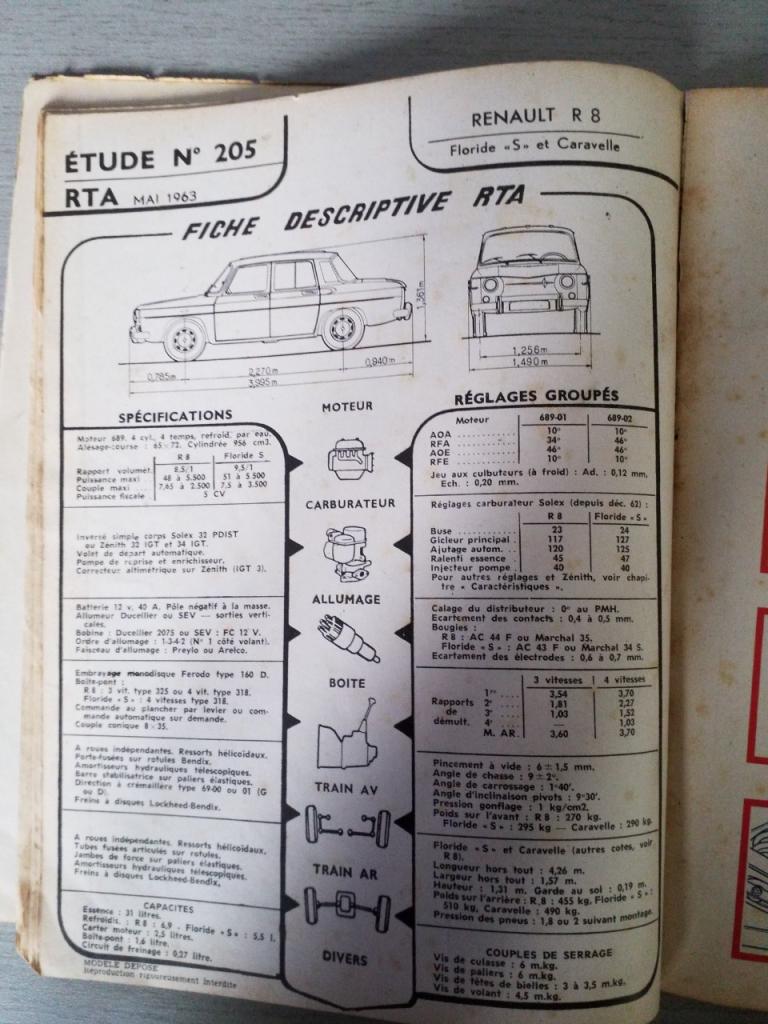 ÉTUDE N° 205
RTA MAI 1963
RENAULT R 8
Floride «S» et Caravelle
FICHE DESCRIPTIVE RTA
1,361m
0,785m
2,270m
0,940m
3,995m
1,256m
1,490m
SPÉCIFICATIONS
Moteur 689. 4 cyl., 4 temps, refroid. par eau.
Alésage-course : 65×72. Cylindrée 956 cm3.
R 8 Floride S
Rapport volumét. 8,5/1 9,5/1
Puissance maxi . 48 à 5.500 51 à 5.500
Couple maxi . . 7,65 à 2.500 7,5 à 3.500
Puissance fiscale 5 CV
Inversé simple corps Solex 32 PDIST
ou Zénith 32 IGT et 34 IGT.
Volet de départ automatique.
Pompe de reprise et enrichisseur.
Correcteur altimétrique sur Zénith (IGT 3).
Batterie 12 v. 40 A. Pôle négatif à la masse.
Allumeur Ducellier ou SEV — sorties verti-
cales.
Bobine : Ducellier 2075 ou SEV : FC 12 V.
Ordre d'allumage : 1-3-4-2 (N° 1 côté volant).
Faisceau d'allumage : Preylo ou Arelco.
Embrayage monodisque Ferodo type 160 D.
Boîte-pont :
R 8 : 3 vit. type 325 ou 4 vit. type 318.
Floride «S» : 4 vitesses type 318.
Commande au plancher par levier ou com-
mande automatique sur demande.
Couple conique 8×35.
A roues indépendantes. Ressorts hélicoïdaux.
Porte-fusées sur rotules Bendix.
Amortisseurs hydrauliques télescopiques.
Barre stabilisatrice sur paliers élastiques.
Direction à crémaillère type 69-00 ou 01 (G
ou D).
Freins à disques Lockheed-Bendix.
A roues indépendantes. Ressorts hélicoïdaux.
Tubes fusées articulés sur rotules.
Jambes de force sur paliers élastiques.
Amortisseurs hydrauliques télescopiques.
Freins à disques Lockheed-Bendix.
CAPACITES
Essence : 31 litres.
Refroidis. : R 8 : 6,9 - Floride «S» : 5,5 l.
Carter moteur : 2,5 litres.
Boîte-pont : 1,6 litre.
Circuit de freinage : 0,27 litre.
MODÈLE DEPOSE
Reproduction rigoureusement interdite
MOTEUR
CARBURATEUR
ALLUMAGE
BOITE
TRAIN AV
TRAIN AR
DIVERS
RÉGLAGES GROUPÉS
Moteur 689-01 689-02
AOA 10° 10°
RFA 34° 46°
AOE 46° 46°
RFE 10° 10°
Jeu aux culbuteurs (à froid) : Ad. : 0,12 mm,
Ech. : 0,20 mm.
Réglages carburateur Solex (depuis déc. 62) :
R 8 Floride «S»
Buse 23 24
Gicleur principal . 117 127
Ajutage autom. . . 120 125
Ralenti essence . 45 47
Injecteur pompe . 40 40
Pour autres réglages et Zénith, voir chapi-
tre « Caractéristiques ».
Calage du distributeur : 0° au PMH.
Ecartement des contacts : 0,4 à 0,5 mm.
Bougies :
R 8 : AC 44 F ou Marchal 35.
Floride «S» : AC 43 F ou Marchal 34 S.
Ecartement des électrodes : 0,6 à 0,7 mm.
3 vitesses 4 vitesses
1re 3,54 3,70
Rapports 2e 1,81 2,27
de 3e 1,03 1,52
démult. 4e — 1,03
M. AR. 3,60 3,70
Pincement à vide : 6±1,5 mm.
Angle de chasse : 9±2°.
Angle de carrossage : 1°40'.
Angle d'inclinaison pivots : 9°30'.
Pression gonflage : 1 kg/cm2.
Poids sur l'avant : R 8 : 270 kg.
Floride «S» : 295 kg — Caravelle : 290 kg.
Floride «S» et Caravelle (autres cotes, voir
R 8).
Longueur hors tout : 4,26 m.
Largeur hors tout : 1,57 m.
Hauteur : 1,31 m. Garde au sol : 0,19 m.
Poids sur l'arrière : R.8 : 455 kg. Floride «S» :
510 kg. Caravelle : 490 kg.
Pression des pneus : 1,8 ou 2 suivant montage.
COUPLES DE SERRAGE
Vis de culasse : 6 m.kg.
Vis de paliers : 6 m.kg.
Vis de têtes de bielles : 3 à 3,5 m.kg.
Vis de volant : 4,5 m.kg.